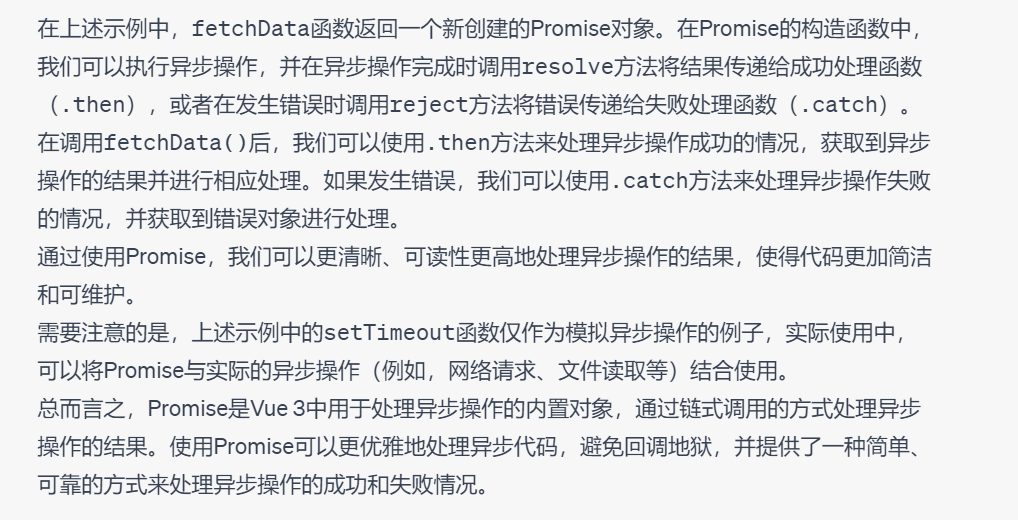 在上述示例中，fetchData函数返回一个新创建的Promise对象。在Promise的构造函数中，
我们可以执行异步操作，并在异步操作完成时调用resolve方法将结果传递给成功处理函数
（.then），或者在发生错误时调用reject方法将错误传递给失败处理函数（.catch）。
在调用fetchData()后，我们可以使用.then方法来处理异步操作成功的情况，获取到异步
操作的结果并进行相应处理。如果发生错误，我们可以使用.catch方法来处理异步操作失败
的情况，并获取到错误对象进行处理。
通过使用Promise，我们可以更清晰、可读性更高地处理异步操作的结果，使得代码更加简洁
和可维护。
需要注意的是，上述示例中的setTimeout函数仅作为模拟异步操作的例子，实际使用中，
可以将Promise与实际的异步操作（例如，网络请求、文件读取等）结合使用。
总而言之，Promise是Vue 3中用于处理异步操作的内置对象，通过链式调用的方式处理异步
操作的结果。使用Promise可以更优雅地处理异步代码，避免回调地狱，并提供了一种简单、
可靠的方式来处理异步操作的成功和失败情况。